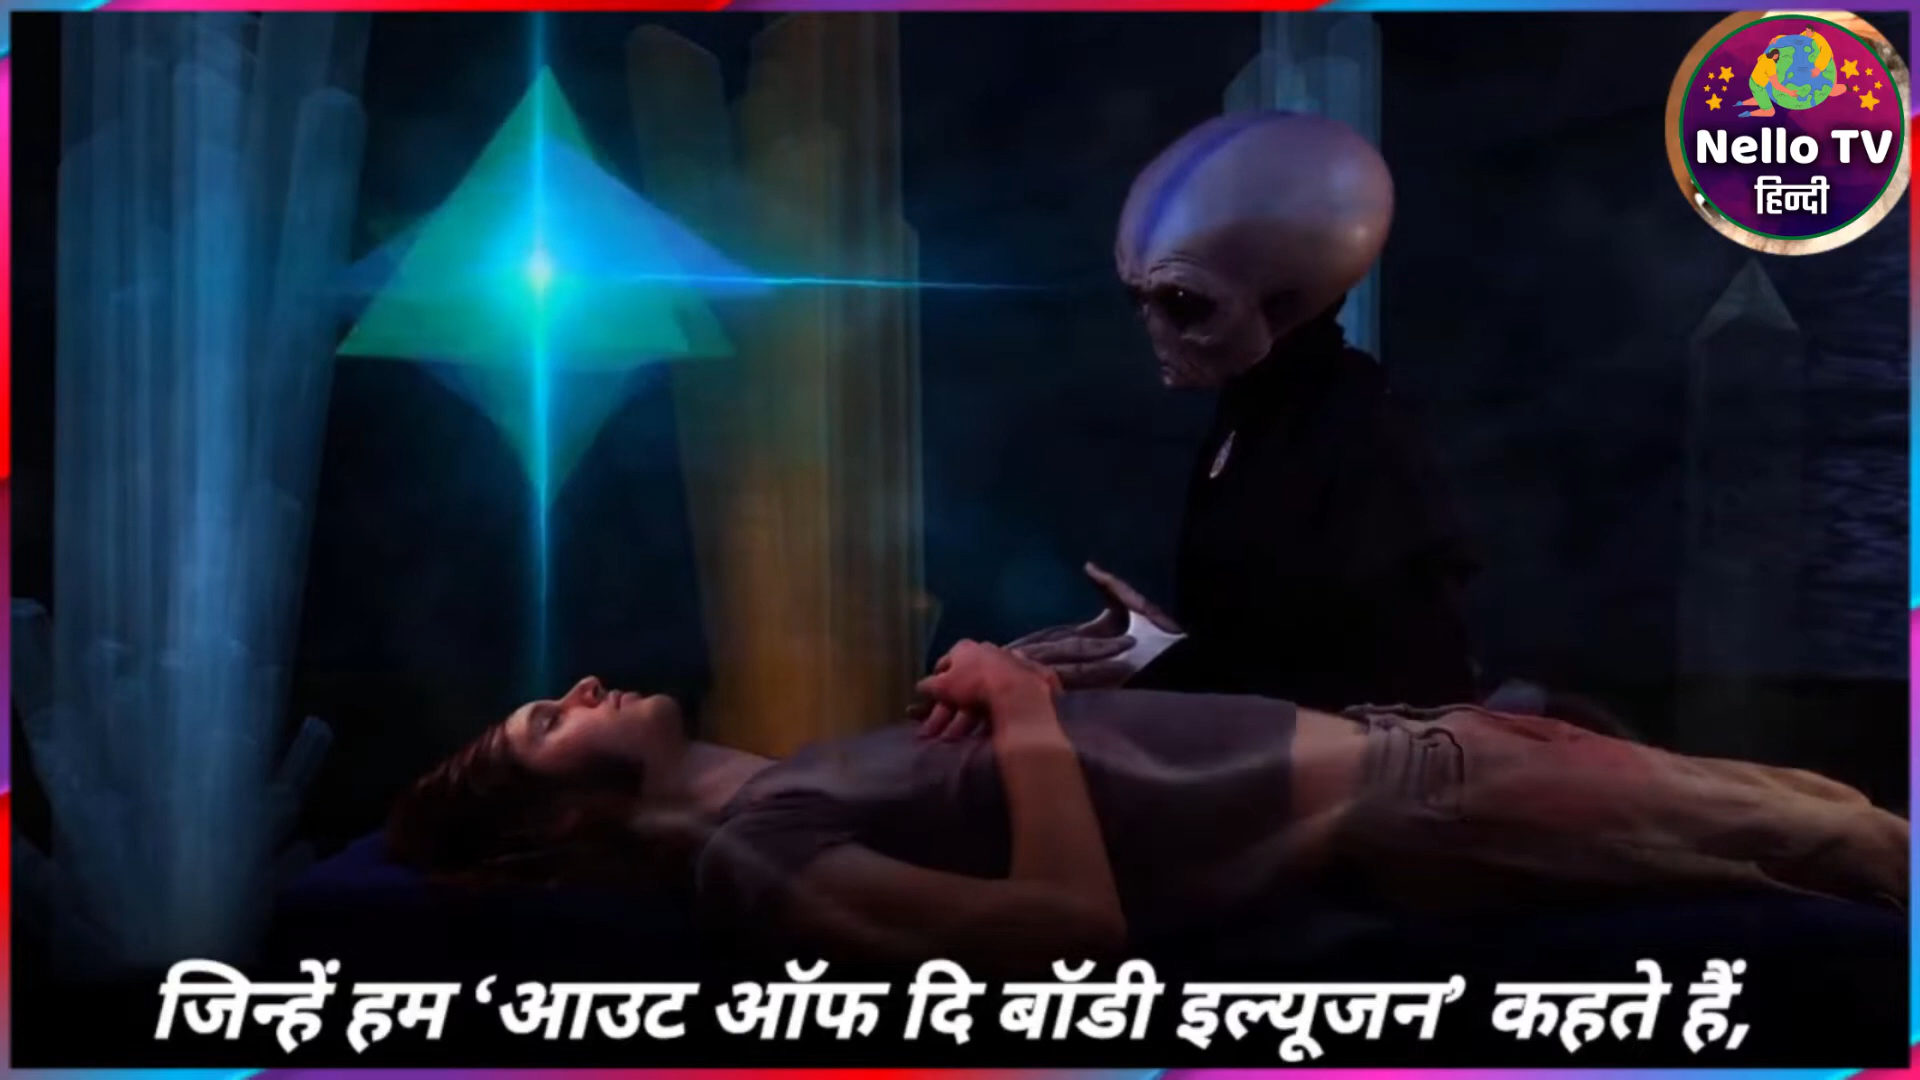 Nello TV
हिन्दी
जिन्हें हम ‘आउट ऑफ दि बॉडी इल्यूजन’ कहते हैं,